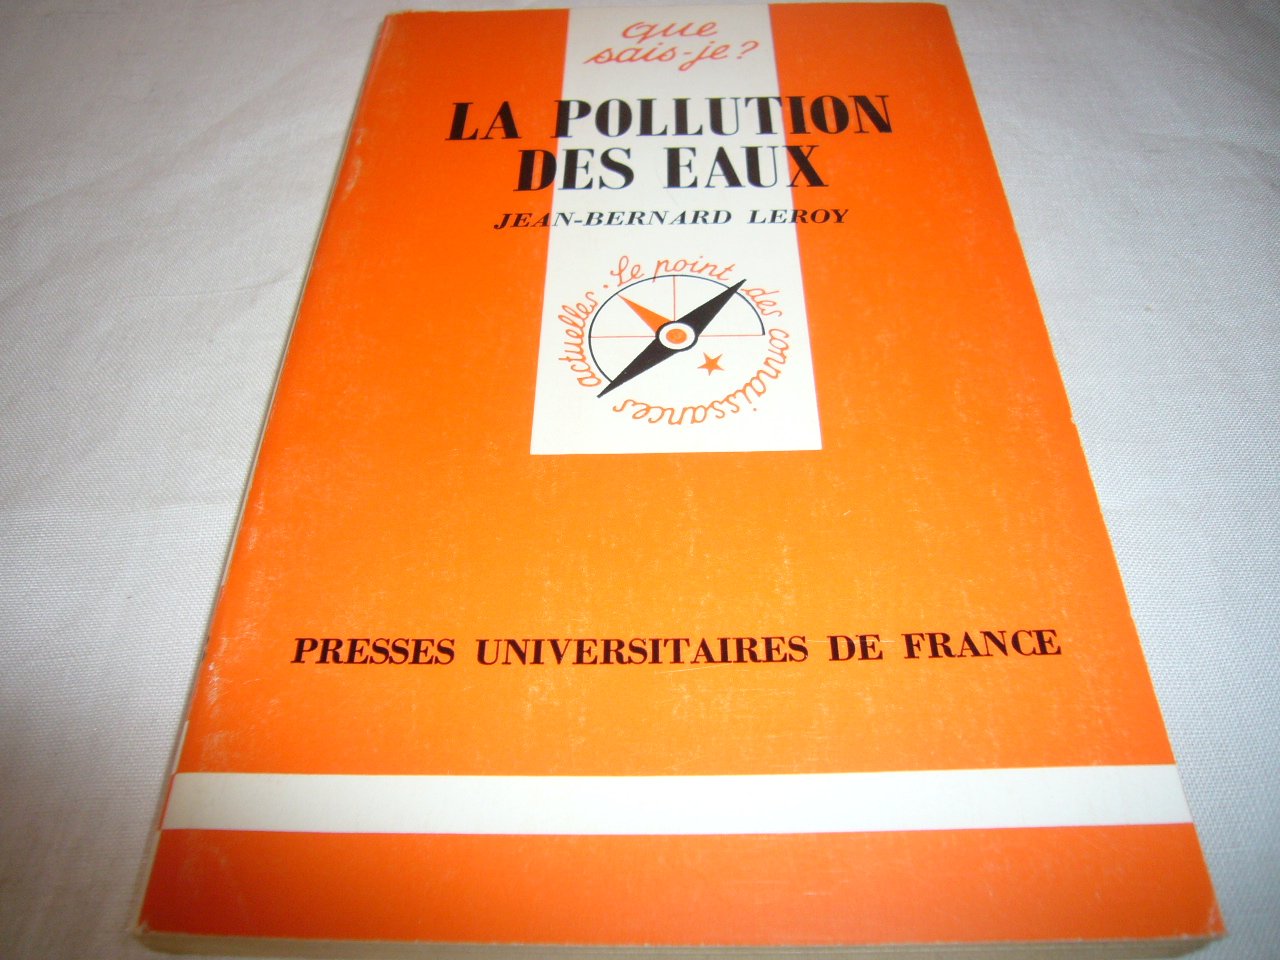 que
sais-je?
LA POLLUTION
DES EAUX
JEAN-BERNARD LEROY
Le point des connaissances actuelles.
PRESSES UNIVERSITAIRES DE FRANCE